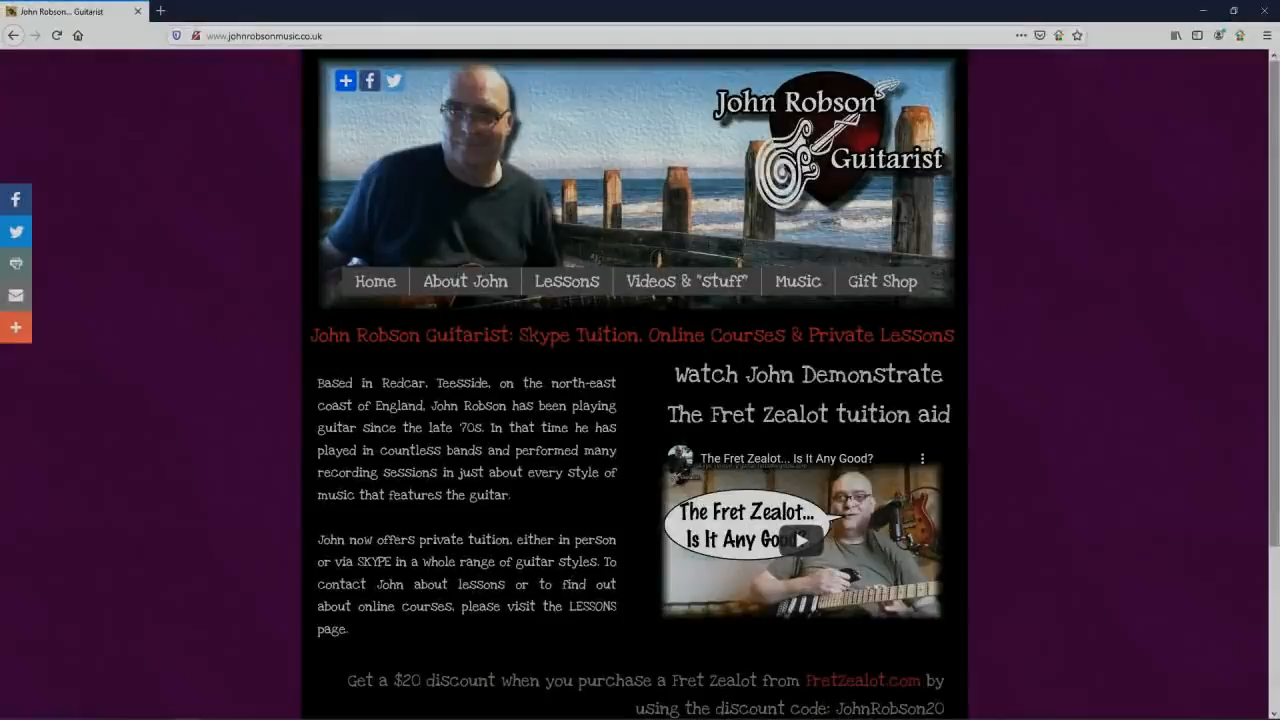 John Robson... Guitarist
www.johnrobsonmusic.co.uk
John Robson
Guitarist
Home About John Lessons Videos & "stuff" Music Gift Shop
John Robson Guitarist: Skype Tuition, Online Courses & Private Lessons
Based in Redcar, Teesside, on the north-east
coast of England, John Robson has been playing
guitar since the late '70s. In that time he has
played in countless bands and performed many
recording sessions in just about every style of
music that features the guitar.
John now offers private tuition, either in person
or via SKYPE in a whole range of guitar styles. To
contact John about lessons or to find out
about online courses, please visit the LESSONS
page.
Watch John Demonstrate
The Fret Zealot tuition aid
The Fret Zealot... Is It Any Good?
The Fret Zealot...
Is It Any Good?
Get a $20 discount when you purchase a Fret Zealot from FretZealot.com by
using the discount code: JohnRobson20